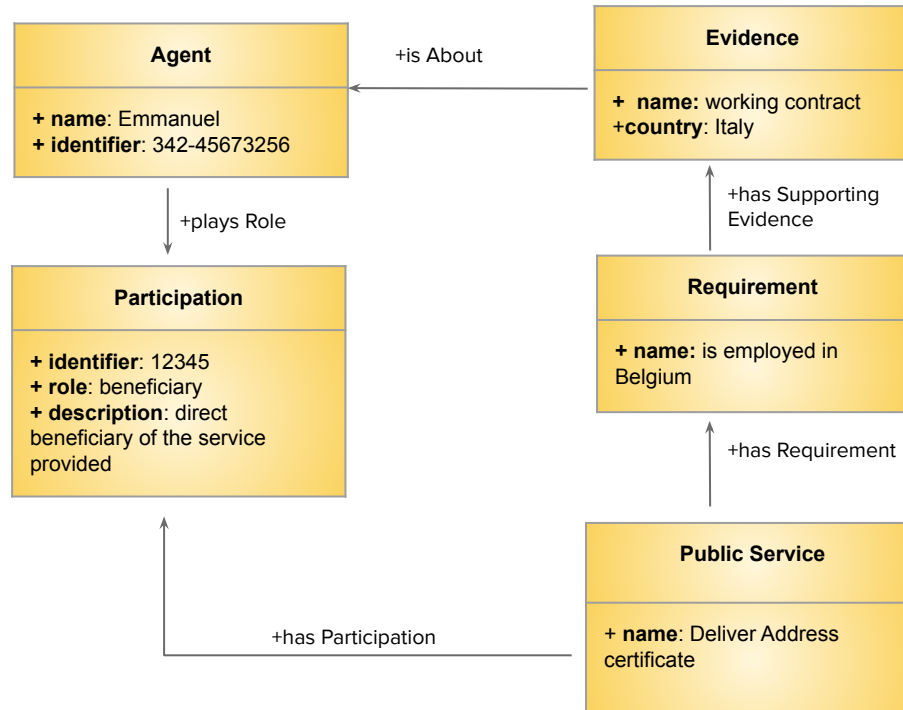 Agent
+ name: Emmanuel
+ identifier: 342-45673256
+is About
Evidence
+ name: working contract
+country: Italy
+plays Role
+has Supporting
Evidence
Participation
+ identifier: 12345
+ role: beneficiary
+ description: direct
beneficiary of the service
provided
Requirement
+ name: is employed in
Belgium
+has Requirement
Public Service
+ name: Deliver Address
certificate
+has Participation